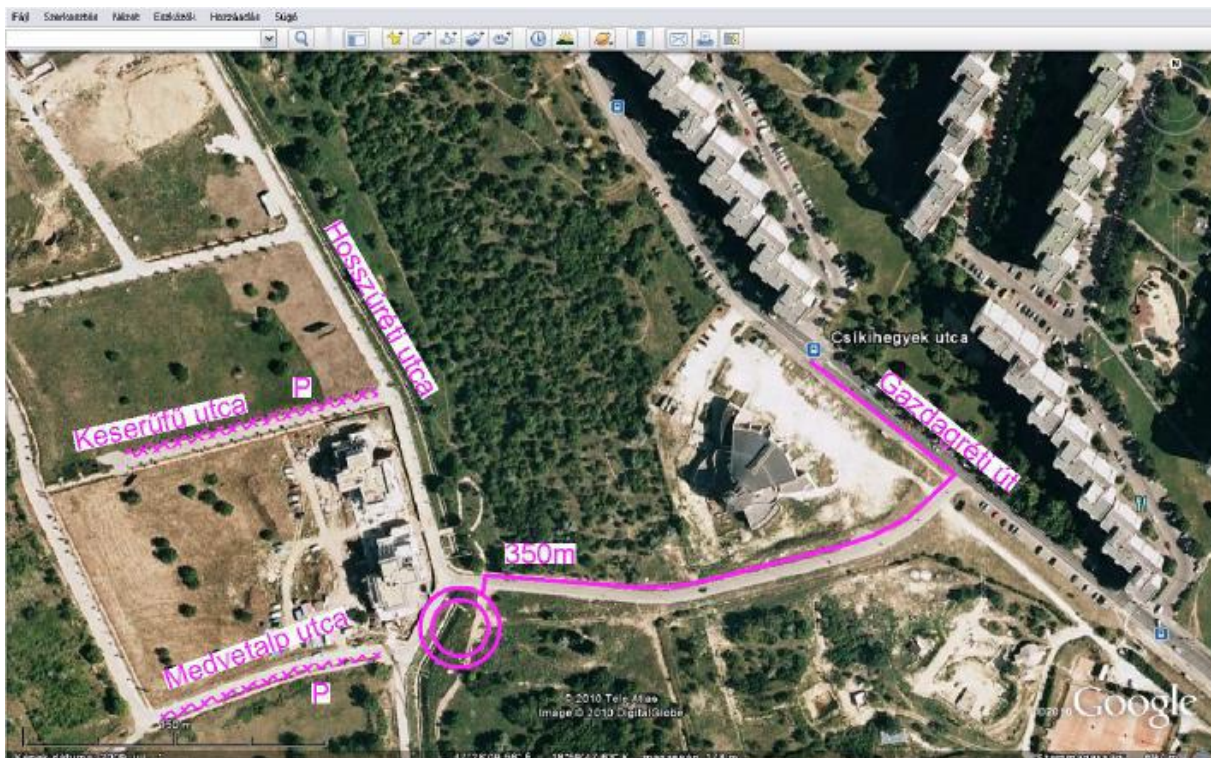 Fájl Szerkesztés Nézet Eszközök Hozzáadás Súgó
N
Hosszúréti utca
Csíkihegyek utca
Gazdagréti út
P
Keserűfű utca
350m
Medvetalp utca
P
© 2010 Tele Atlas
Image © 2010 DigitalGlobe
©2010 Google